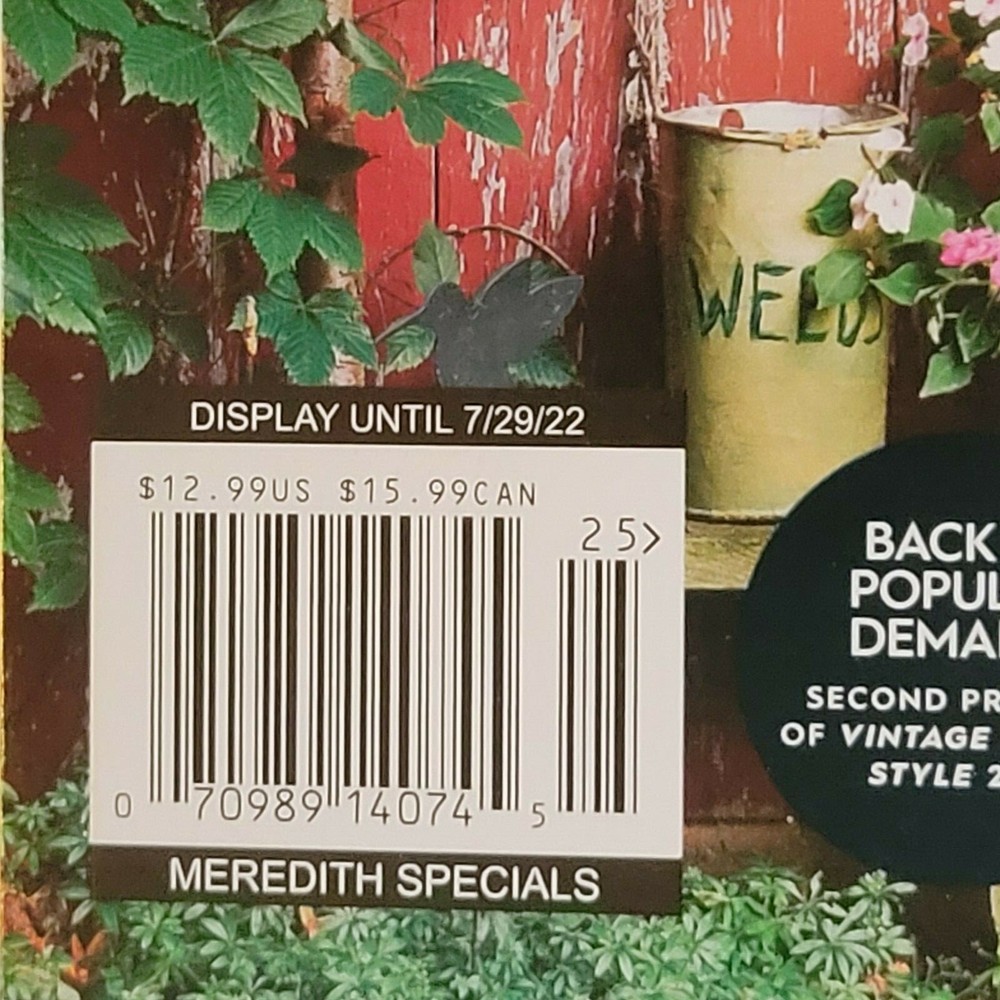 WEEDS
DISPLAY UNTIL 7/29/22
$12.99US $15.99CAN
25>
0 70989 14074 5
MEREDITH SPECIALS
BACK
POPUL
DEMA
SECOND PR
OF VINTAGE
STYLE 2